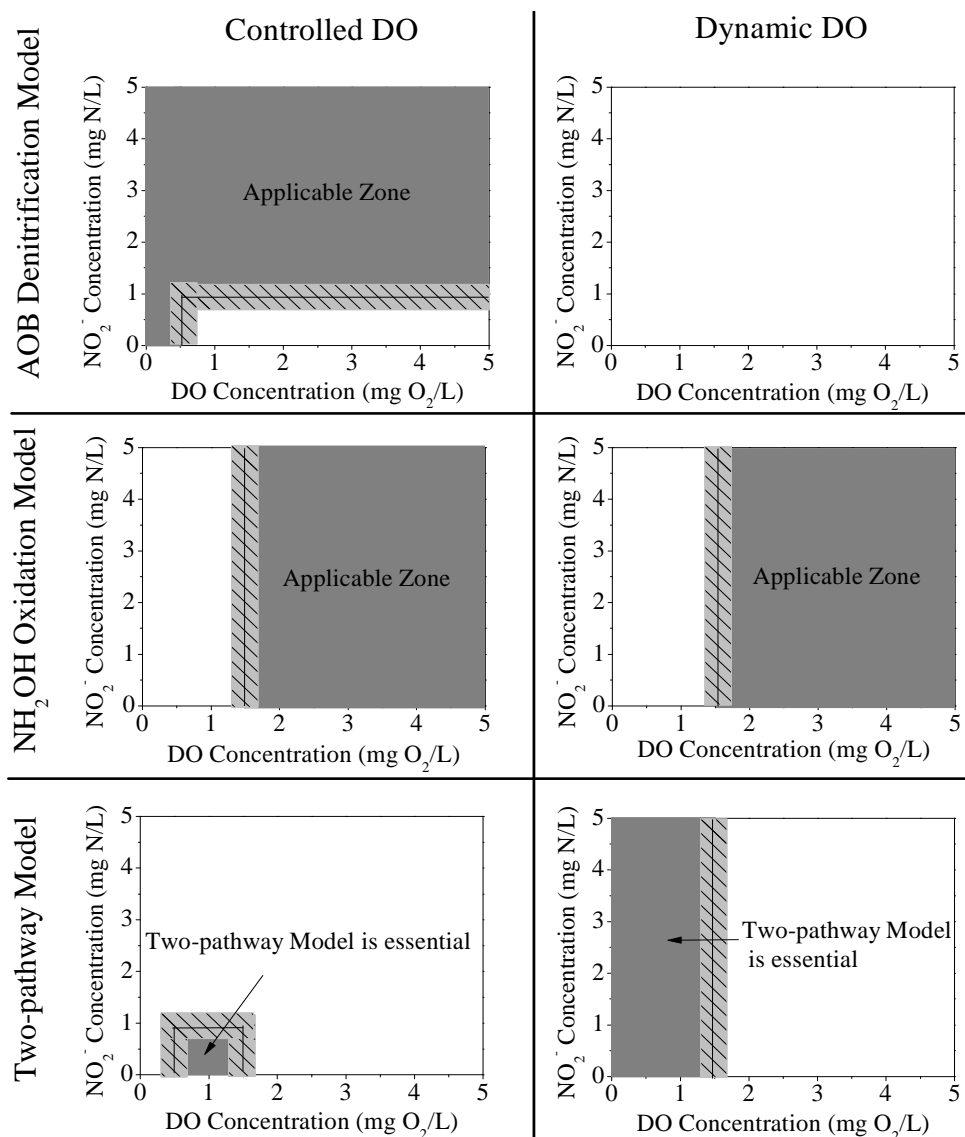 Controlled DO
Dynamic DO
AOB Denitrification Model
NO2- Concentration (mg N/L)
5
4
3
2
1
0
Applicable Zone
0 1 2 3 4 5
DO Concentration (mg O2/L)
NO2- Concentration (mg N/L)
5
4
3
2
1
0
0 1 2 3 4 5
DO Concentration (mg O2/L)
NH2OH Oxidation Model
NO2- Concentration (mg N/L)
5
4
3
2
1
0
Applicable Zone
0 1 2 3 4 5
DO Concentration (mg O2/L)
NO2- Concentration (mg N/L)
5
4
3
2
1
0
Applicable Zone
0 1 2 3 4 5
DO Concentration (mg O2/L)
Two-pathway Model
NO2- Concentration (mg N/L)
5
4
3
2
1
0
Two-pathway Model is essential
0 1 2 3 4 5
DO Concentration (mg O2/L)
NO2- Concentration (mg N/L)
5
4
3
2
1
0
Two-pathway Model
is essential
0 1 2 3 4 5
DO Concentration (mg O2/L)